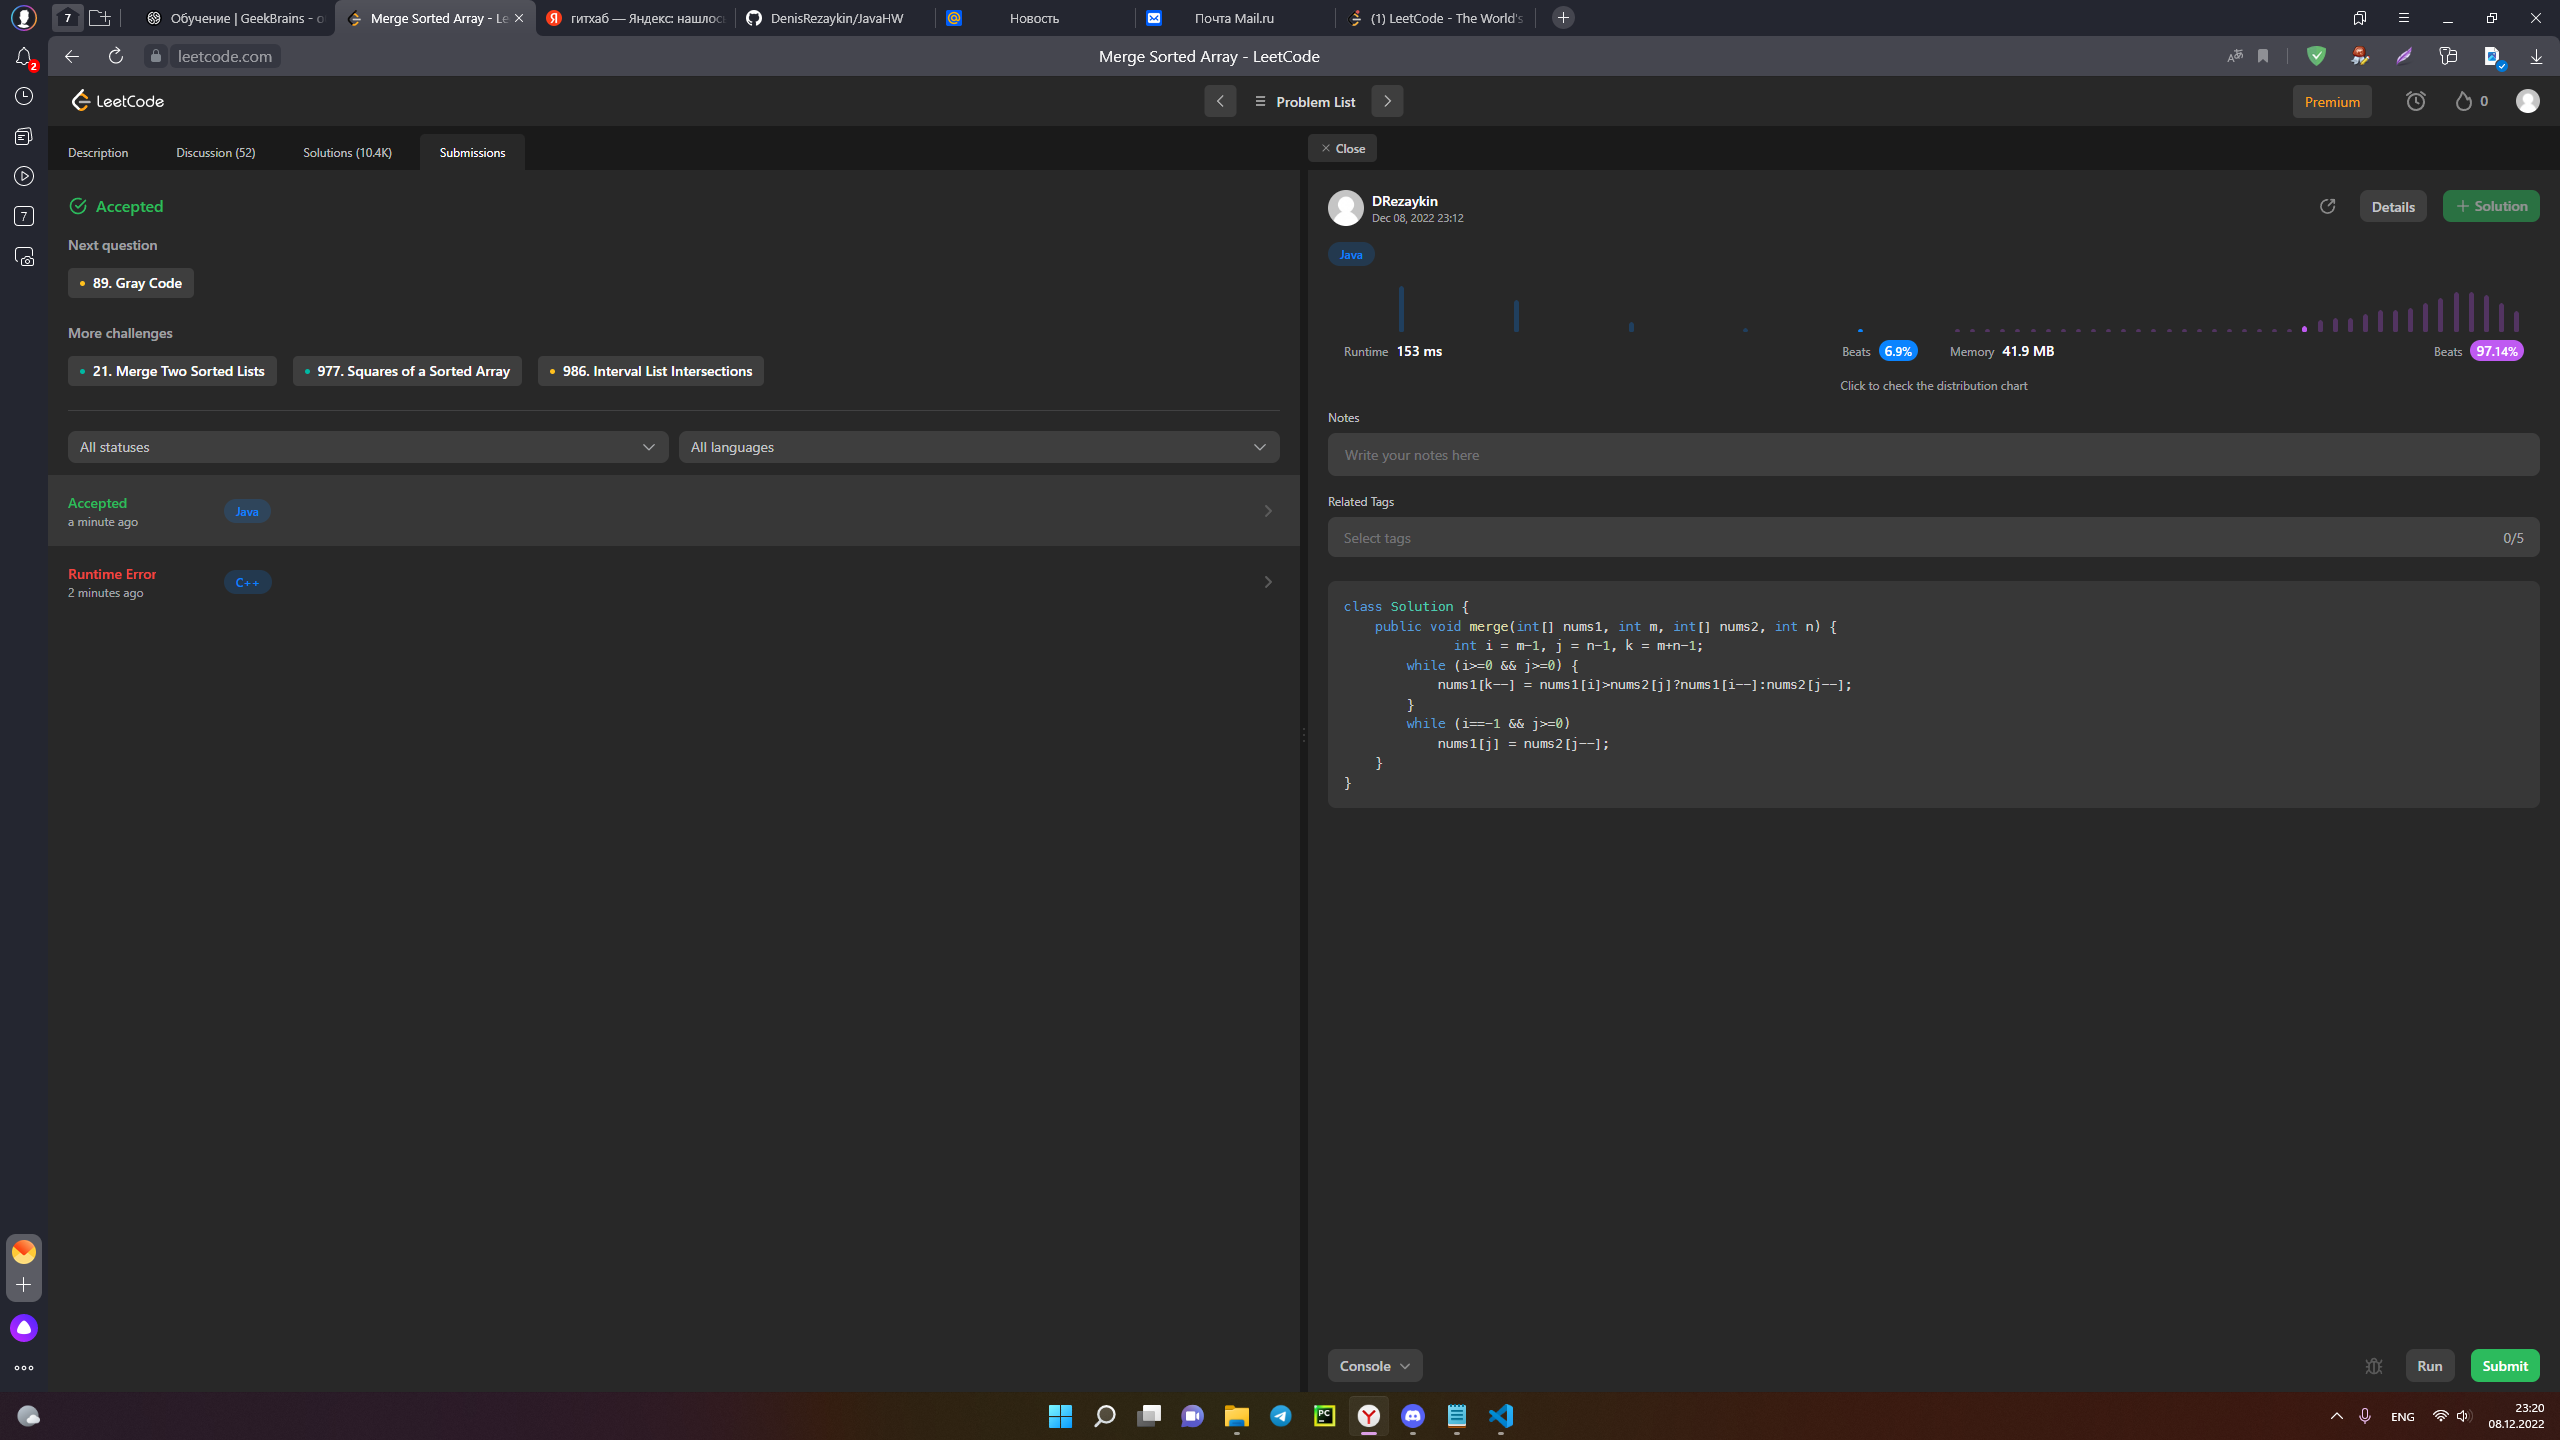 7
Обучение | GeekBrains - о
Merge Sorted Array - Le
гитхаб — Яндекс: нашлось
DenisRezaykin/JavaHW
Новость
Почта Mail.ru
(1) LeetCode - The World's
2
leetcode.com
Merge Sorted Array - LeetCode
7
LeetCode
Problem List
Premium
0
Description
Discussion (52)
Solutions (10.4K)
Submissions
Accepted
Next question
89. Gray Code
More challenges
21. Merge Two Sorted Lists
977. Squares of a Sorted Array
986. Interval List Intersections
All statuses
All languages
Accepted
a minute ago
Java
Runtime Error
2 minutes ago
C++
Close
DRezaykin
Dec 08, 2022 23:12
Details
Solution
Java
Runtime 153 ms
Beats 6.9%
Memory 41.9 MB
Beats 97.14%
Click to check the distribution chart
Notes
Write your notes here
Related Tags
Select tags
0/5
class Solution {
    public void merge(int[] nums1, int m, int[] nums2, int n) {
              int i = m-1, j = n-1, k = m+n-1;
        while (i>=0 && j>=0) {
            nums1[k--] = nums1[i]>nums2[j]?nums1[i--]:nums2[j--];
        }
        while (i==-1 && j>=0)
            nums1[j] = nums2[j--];
    }
}
Console
Run
Submit
PC
ENG
23:20
08.12.2022